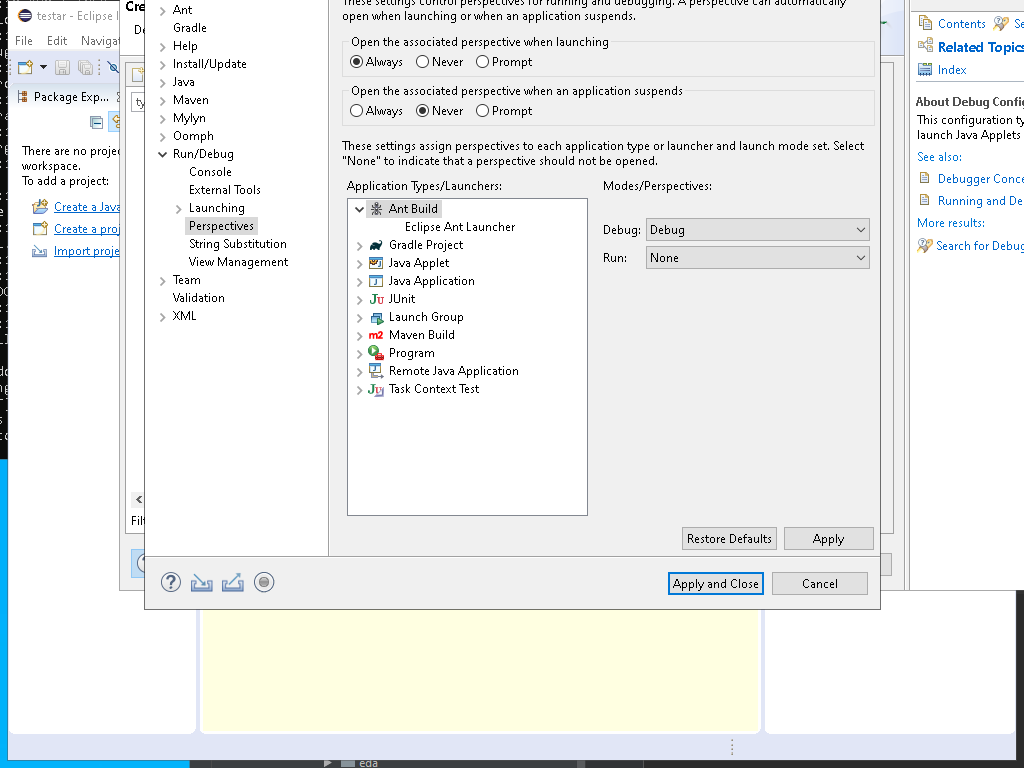 testar - Eclipse I
File Edit Navigat
Package Exp...
There are no proje
workspace.
To add a project:
Create a Java
Create a proj
Import proje
Cre
De
ty
Filt
Ant
Gradle
Help
Install/Update
Java
Maven
Mylyn
Oomph
Run/Debug
Console
External Tools
Launching
Perspectives
String Substitution
View Management
Team
Validation
XML
These settings control perspectives for running and debugging. A perspective can automatically
open when launching or when an application suspends.
Open the associated perspective when launching
Always Never Prompt
Open the associated perspective when an application suspends
Always Never Prompt
These settings assign perspectives to each application type or launcher and launch mode set. Select
"None" to indicate that a perspective should not be opened.
Application Types/Launchers:
Ant Build
Eclipse Ant Launcher
Gradle Project
Java Applet
Java Application
JUnit
Launch Group
Maven Build
Program
Remote Java Application
Task Context Test
Modes/Perspectives:
Debug: Debug
Run: None
Restore Defaults Apply
Apply and Close Cancel
Contents Se
Related Topics
Index
About Debug Config
This configuration ty
launch Java Applets
See also:
Debugger Conce
Running and De
More results:
Search for Debug
eda